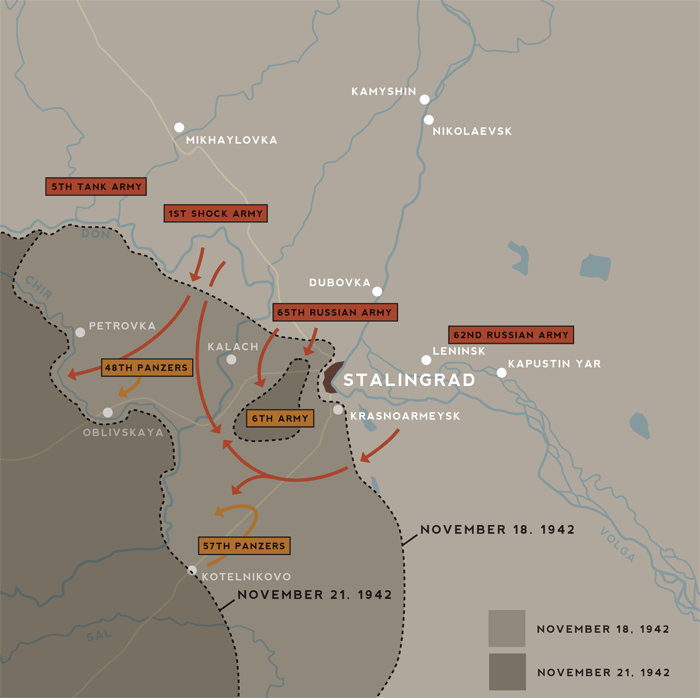 KAMYSHIN
NIKOLAEVSK
MIKHAYLOVKA
5TH TANK ARMY
1ST SHOCK ARMY
DON
CHIR
DUBOVKA
65TH RUSSIAN ARMY
PETROVKA
62ND RUSSIAN ARMY
KALACH
LENINSK
KAPUSTIN YAR
48TH PANZERS
STALINGRAD
6TH ARMY
KRASNOARMEYSK
OBLIVSKAYA
NOVEMBER 18. 1942
VOLGA
57TH PANZERS
KOTELNIKOVO
NOVEMBER 21. 1942
SAL
NOVEMBER 18, 1942
NOVEMBER 21, 1942